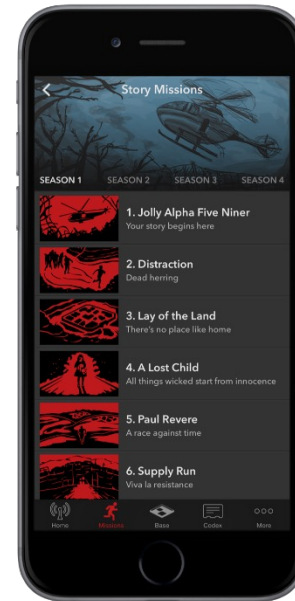 Story Missions
SEASON 1 SEASON 2 SEASON 3 SEASON 4
1. Jolly Alpha Five Niner
Your story begins here
2. Distraction
Dead herring
3. Lay of the Land
There's no place like home
4. A Lost Child
All things wicked start from innocence
5. Paul Revere
A race against time
6. Supply Run
Viva la resistance
Home Missions Base Codex More